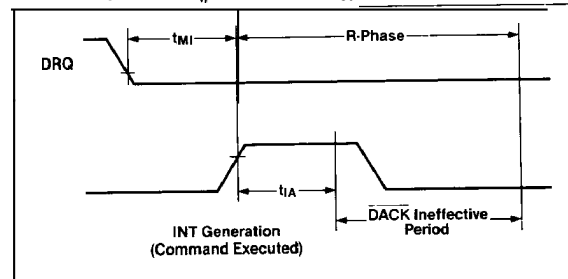 tMI
R-Phase
DRQ
tIA
DACK Ineffective
Period
INT Generation
(Command Executed)